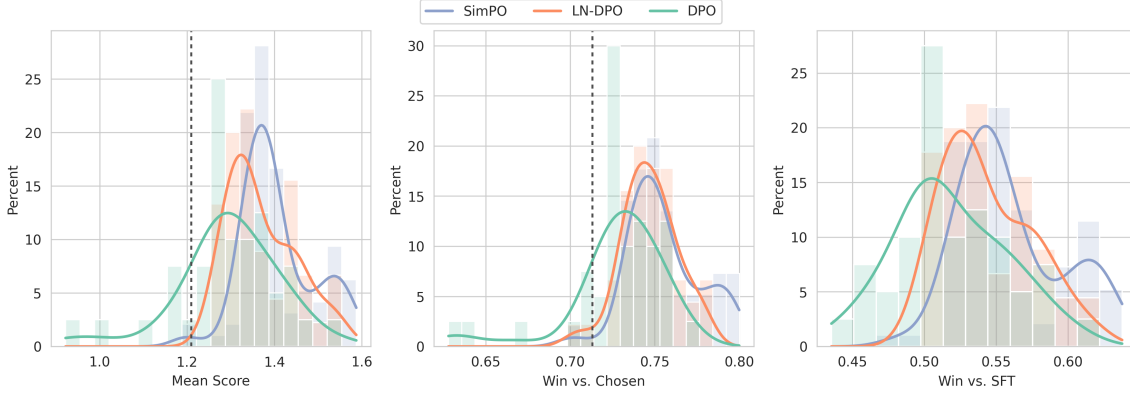 SimPO LN-DPO DPO
Percent
0
5
10
15
20
25
1.0 1.2 1.4 1.6
Mean Score
Percent
0
5
10
15
20
25
30
0.65 0.70 0.75 0.80
Win vs. Chosen
Percent
0
5
10
15
20
25
0.45 0.50 0.55 0.60
Win vs. SFT